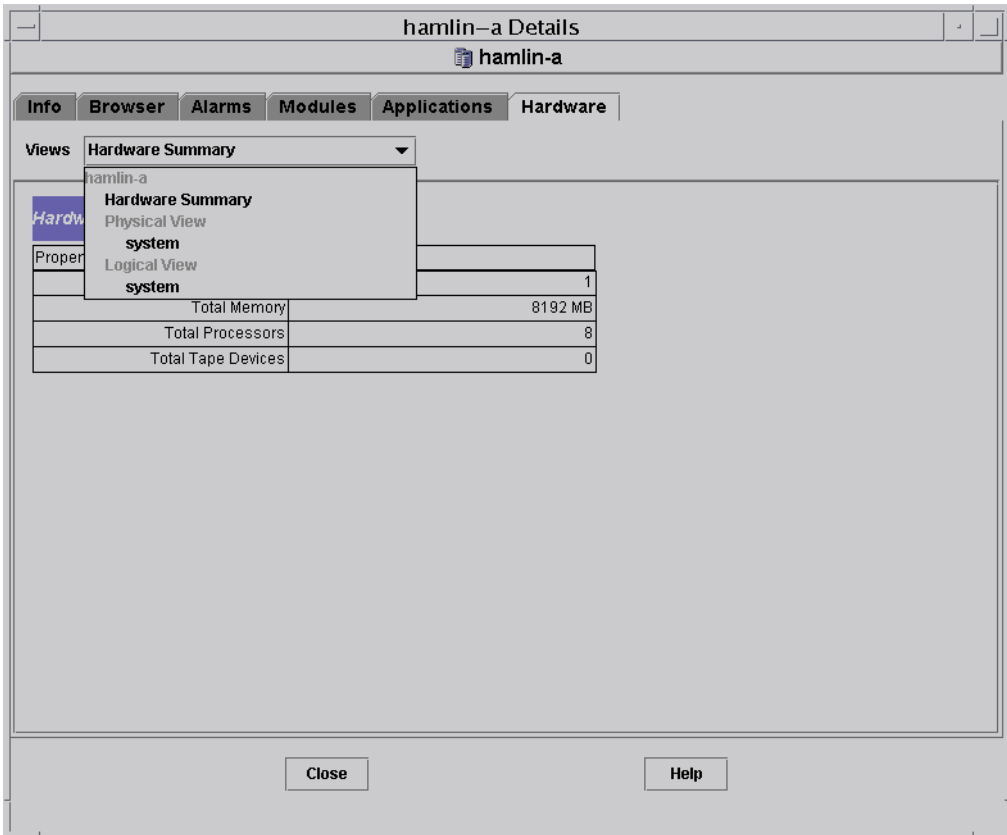 hamlin–a Details
hamlin-a
Info Browser Alarms Modules Applications Hardware
Views Hardware Summary
hamlin-a
Hardware Summary
Physical View
system
Logical View
system
1
Total Memory 8192 MB
Total Processors 8
Total Tape Devices 0
Close Help